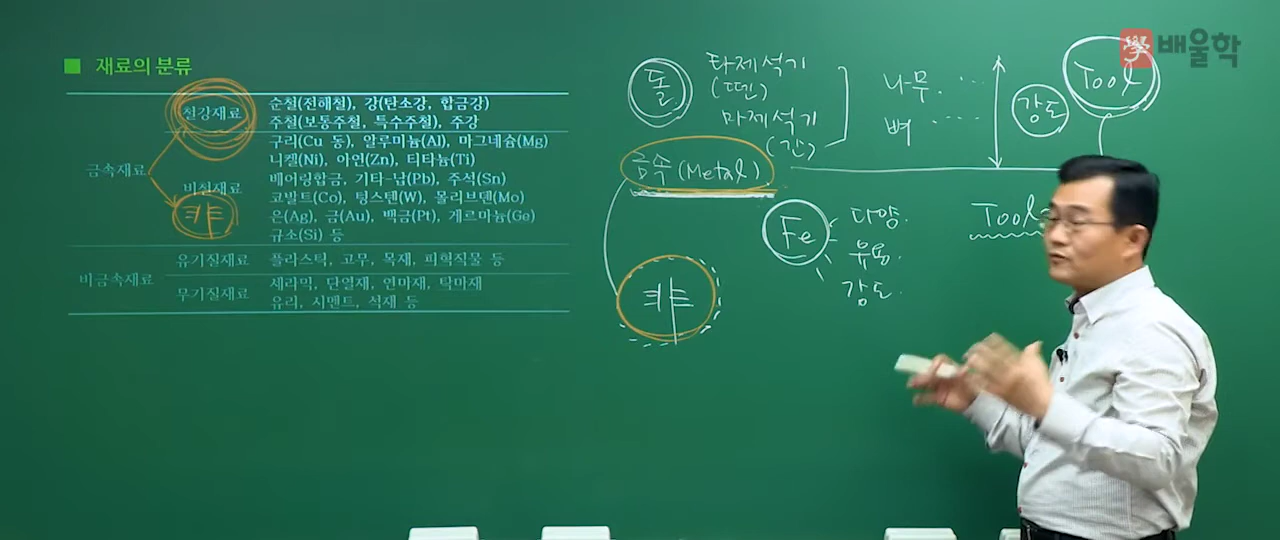 學 배울학
■ 재료의 분류
금속재료
철강재료
순철(전해철), 강(탄소강, 합금강)
주철(보통주철, 특수주철), 주강
비철재료
非
구리(Cu 등), 알루미늄(Al), 마그네슘(Mg)
니켈(Ni), 아연(Zn), 티타늄(Ti)
베어링합금, 기타-납(Pb), 주석(Sn)
코발트(Co), 텅스텐(W), 몰리브덴(Mo)
은(Ag), 금(Au), 백금(Pt), 게르마늄(Ge)
규소(Si) 등
비금속재료
유기질재료
플라스틱, 고무, 목재, 피혁직물 등
무기질재료
세라믹, 단열재, 연마재, 탁마재
유리, 시멘트, 석재 등
돌
타제석기
(뗀)
마제석기
(간)
나무 ...
뼈 ....
강도
Tool
금속 (Metal)
Fe
다양.
유용.
강도.
Tool
非